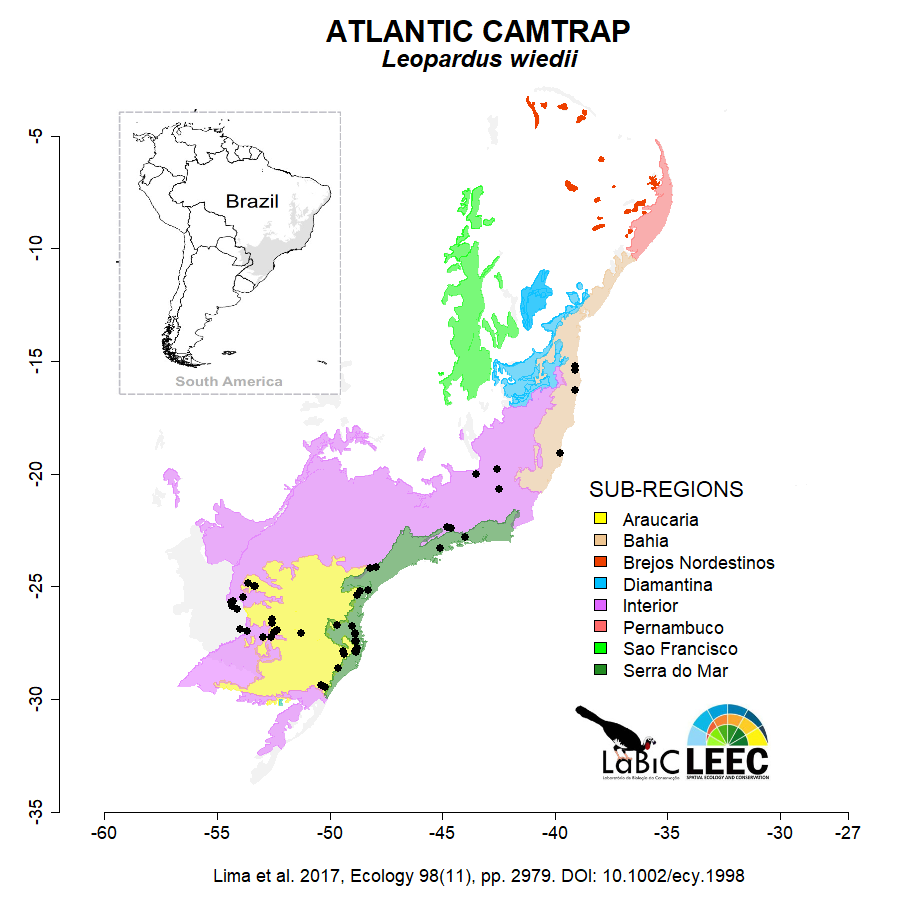 ATLANTIC CAMTRAP
Leopardus wiedii
Brazil
South America
-5
-10
-15
-20
-25
-30
-35
-60
-55
-50
-45
-40
-35
-30
-27
SUB-REGIONS
Araucaria
Bahia
Brejos Nordestinos
Diamantina
Interior
Pernambuco
Sao Francisco
Serra do Mar
LaBiC
Laboratório de Biologia da Conservação
LEEC
SPATIAL ECOLOGY AND CONSERVATION
Lima et al. 2017, Ecology 98(11), pp. 2979. DOI: 10.1002/ecy.1998